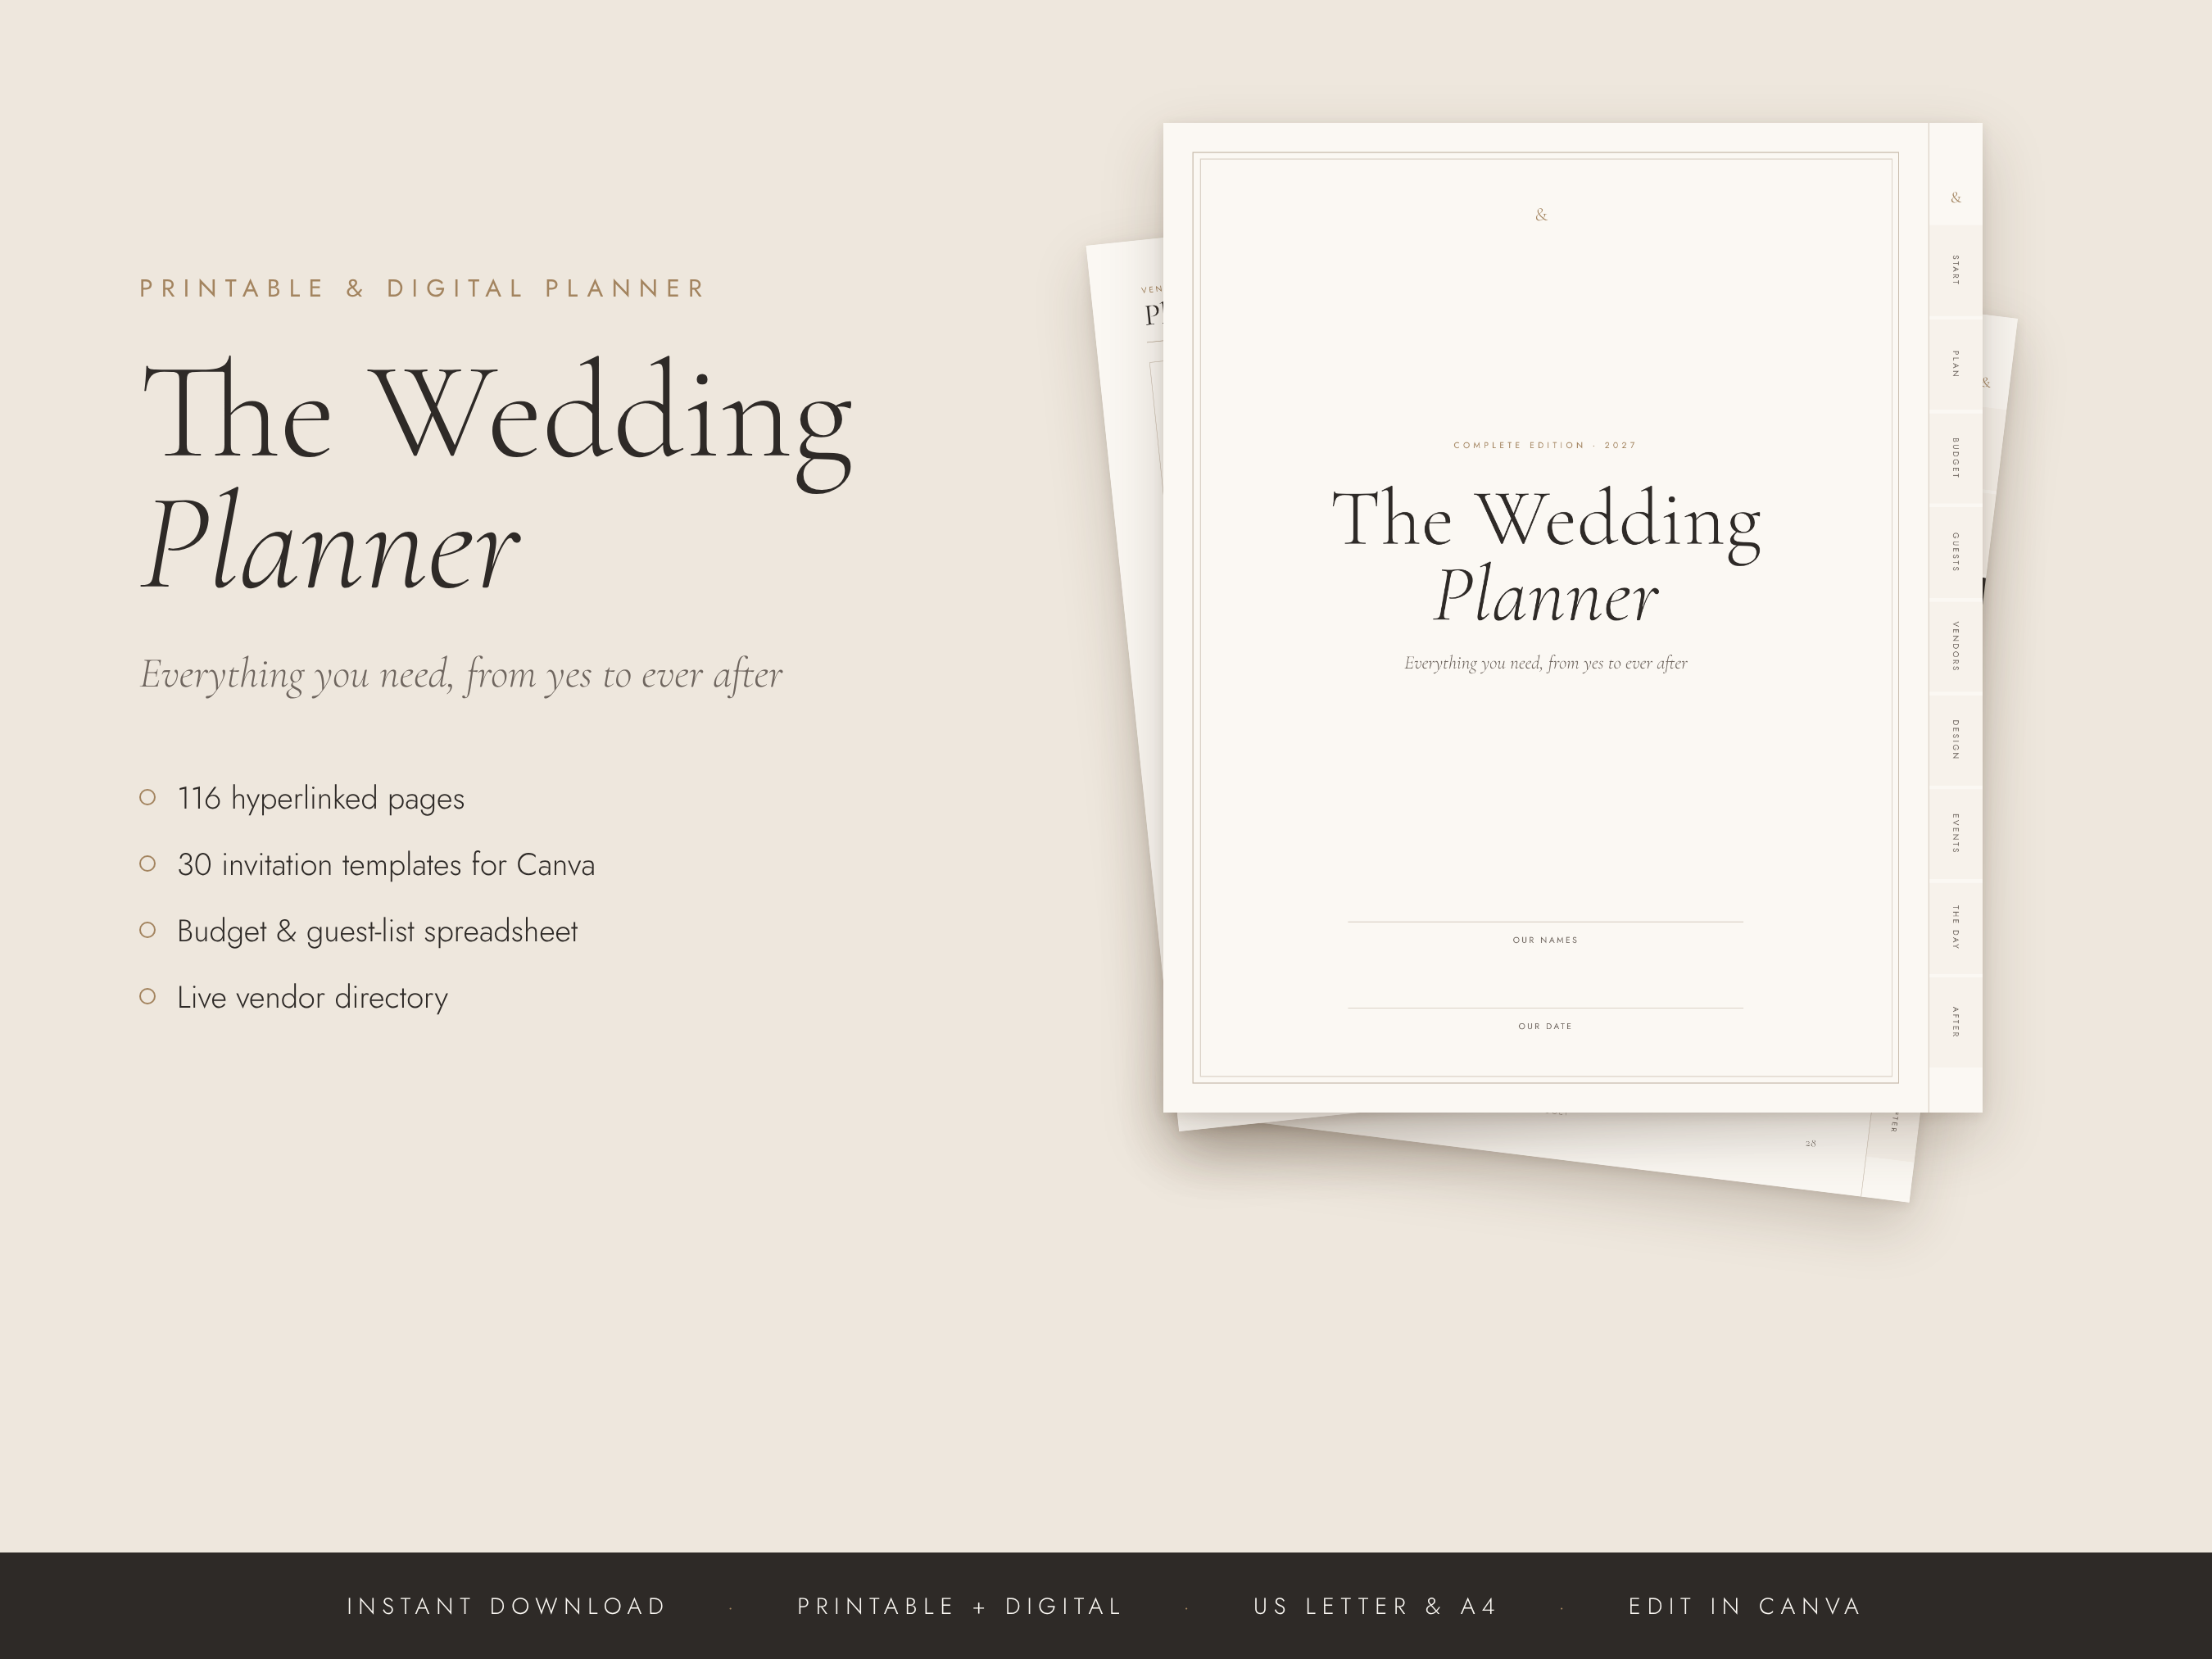 PRINTABLE & DIGITAL PLANNER
The Wedding
Planner
Everything you need, from yes to ever after
116 hyperlinked pages
30 invitation templates for Canva
Budget & guest-list spreadsheet
Live vendor directory
&
COMPLETE EDITION · 2027
The Wedding
Planner
Everything you need, from yes to ever after
OUR NAMES
OUR DATE
&
START
PLAN
BUDGET
GUESTS
VENDORS
DESIGN
EVENTS
THE DAY
AFTER
&
28
INSTANT DOWNLOAD · PRINTABLE + DIGITAL · US LETTER & A4 · EDIT IN CANVA